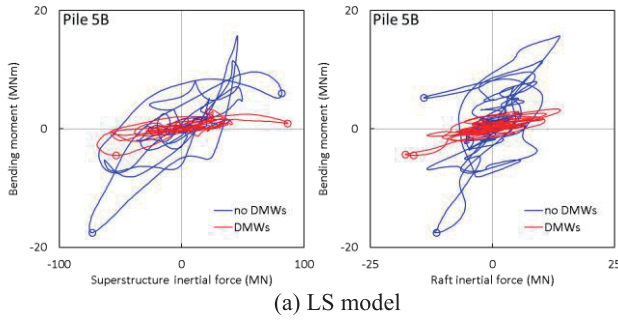 Pile 5B
20
Bending moment (MNm)
0
-20
-100
0
100
no DMWs
DMWs
Superstructure inertial force (MN)
Pile 5B
20
Bending moment (MNm)
0
-20
-25
0
25
no DMWs
DMWs
Raft inertial force (MN)
(a) LS model